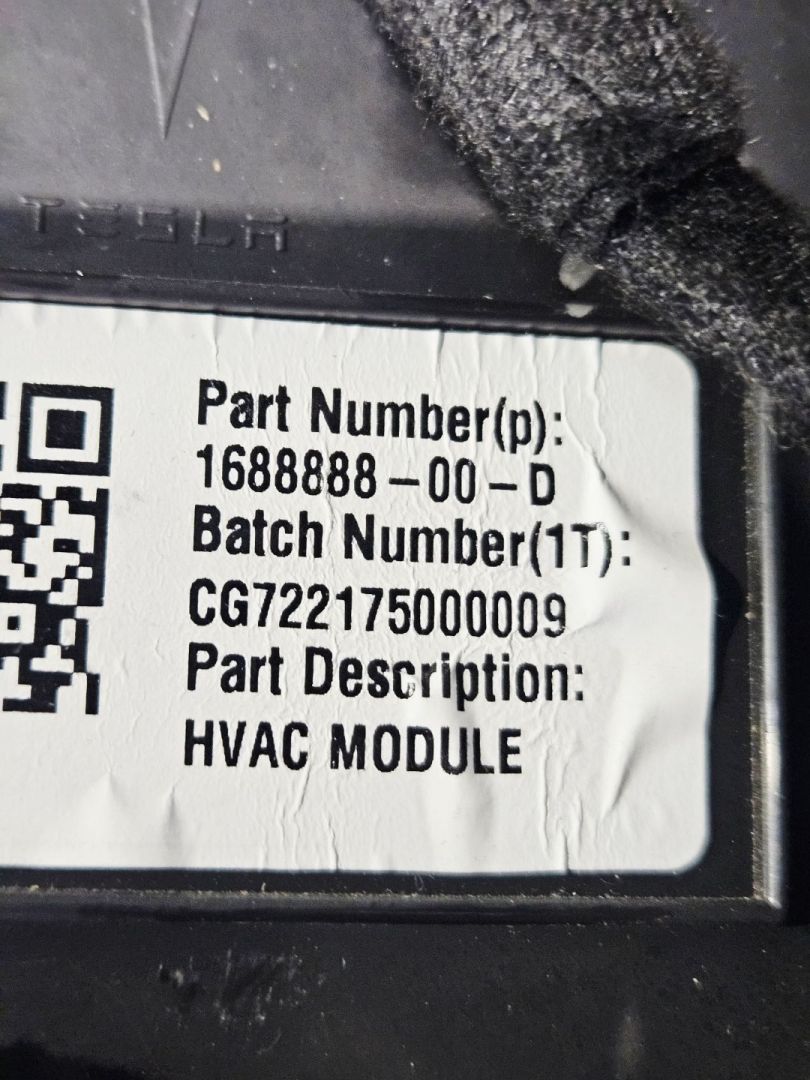 TESLA
Part Number(p):
1688888-00-D
Batch Number(1T):
CG722175000009
Part Description:
HVAC MODULE